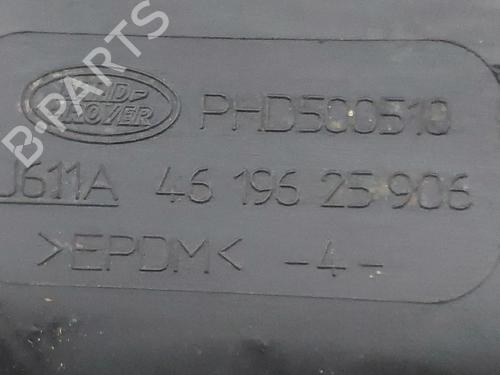 B-PARTS
LAND-
ROVER
PHD500510
J611A 46 196 25 906
>EPDM< -4-